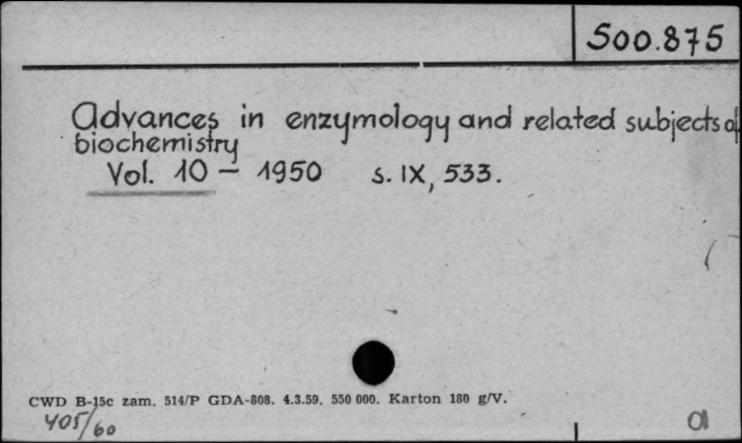 500.875
Advances in enzymology and related subjects of
biochemistry
Vol. 10 – 1950 s. IX, 533.
CWD B-15c zam. 514/P GDA-808. 4.3.59. 550 000. Karton 180 g/V.
405/60
a